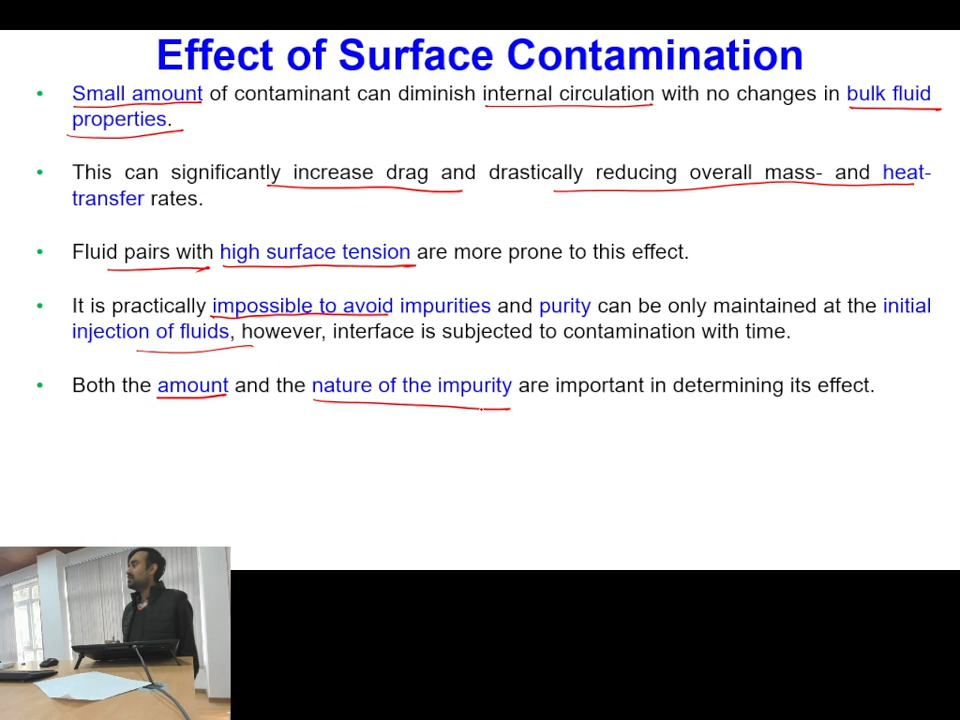 Effect of Surface Contamination
• Small amount of contaminant can diminish internal circulation with no changes in bulk fluid
properties.
• This can significantly increase drag and drastically reducing overall mass- and heat-
transfer rates.
• Fluid pairs with high surface tension are more prone to this effect.
• It is practically impossible to avoid impurities and purity can be only maintained at the initial
injection of fluids, however, interface is subjected to contamination with time.
• Both the amount and the nature of the impurity are important in determining its effect.